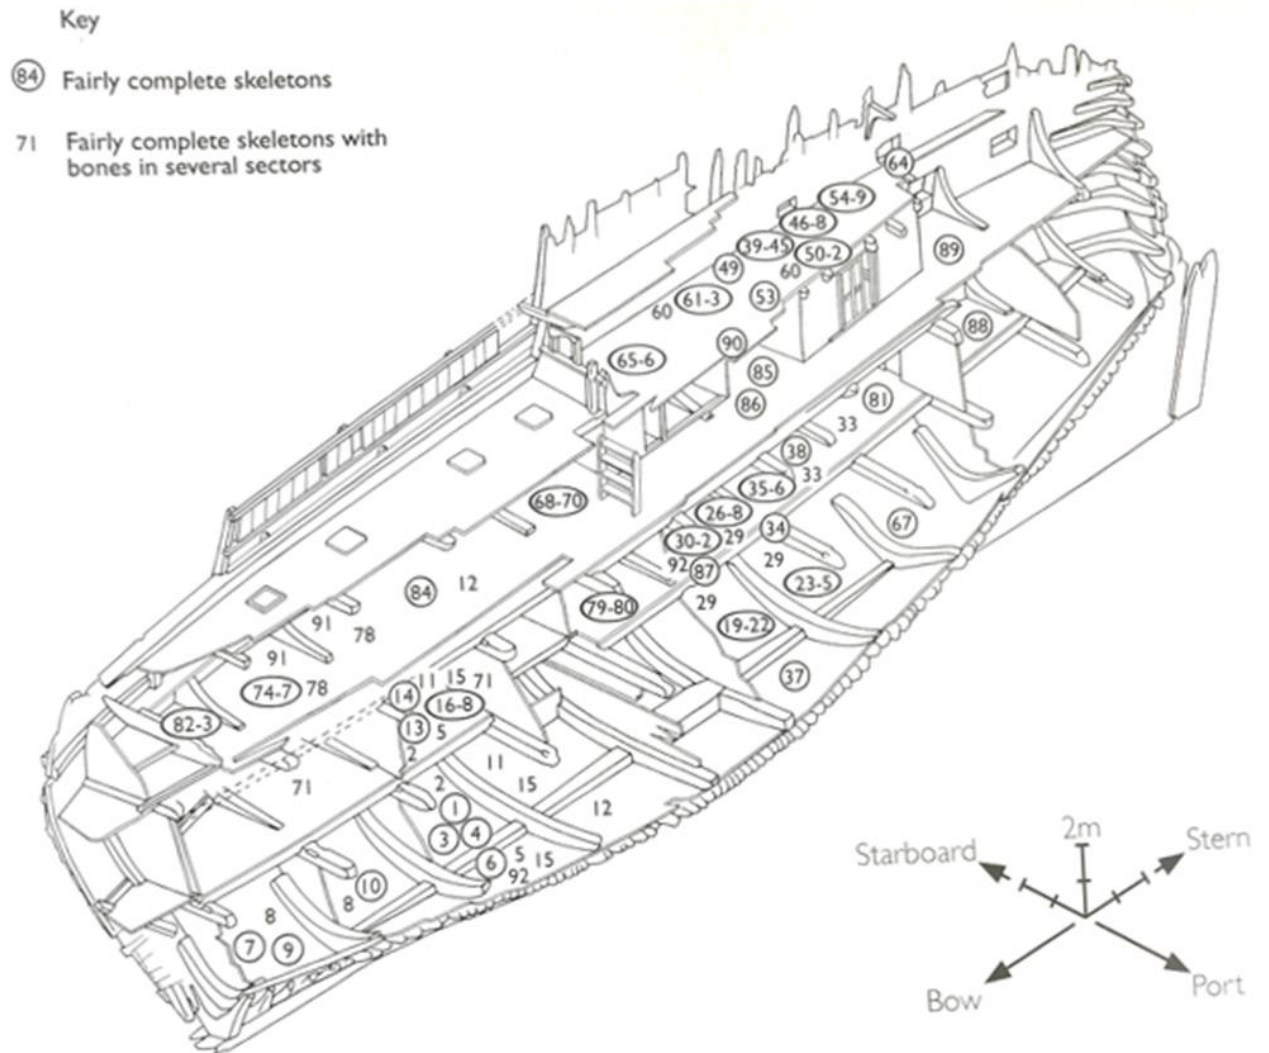 Key
84 Fairly complete skeletons
71 Fairly complete skeletons with
bones in several sectors
64
54-9
46-8
39-45 50-2 89
49 60
60 61-3 53
88
90
65-6
85
86 81
33
38
33
35-6
68-70
26-8
34 67
30-2 29
92 87 29
84 12 23-5
79-80 29
91 78 19-22
91
74-7 78 37
11 15 71
14 16-8
82-3
13 5
2
11
71 2 15
1 12
3 4
6 5 15
92
10
8 8
7 9
2m
Starboard Stern
Bow Port